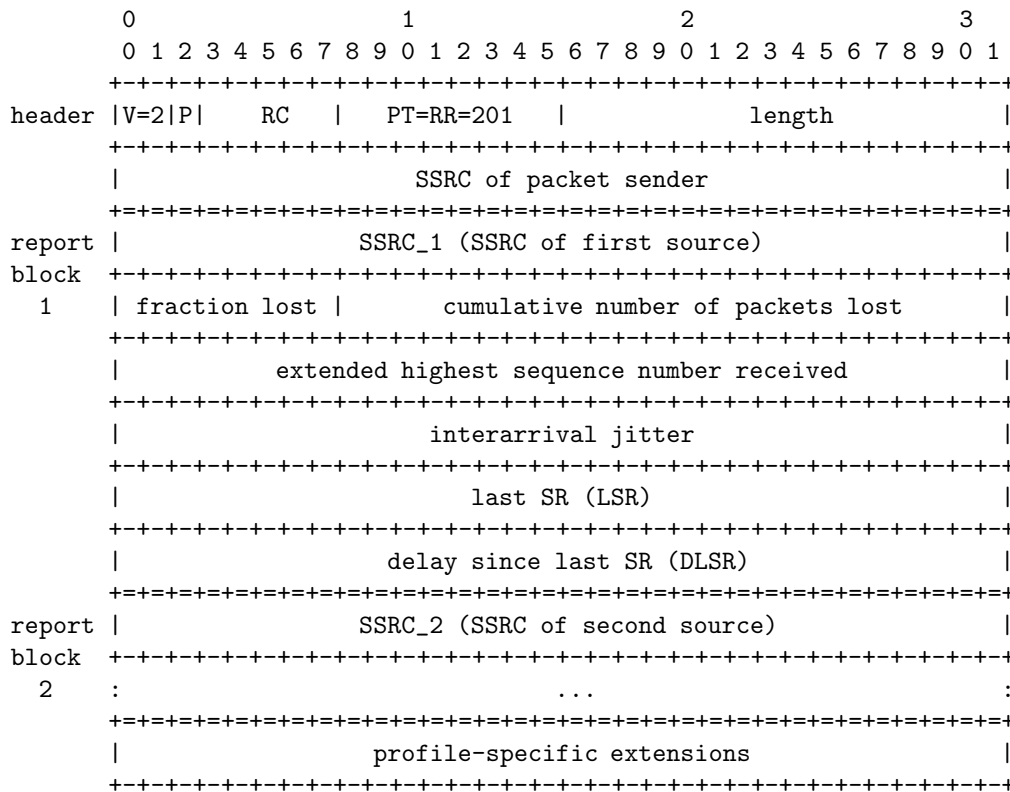 0                   1                   2                   3
        0 1 2 3 4 5 6 7 8 9 0 1 2 3 4 5 6 7 8 9 0 1 2 3 4 5 6 7 8 9 0 1
       +-+-+-+-+-+-+-+-+-+-+-+-+-+-+-+-+-+-+-+-+-+-+-+-+-+-+-+-+-+-+-+-+
header |V=2|P|    RC   |   PT=RR=201   |             length            |
       +-+-+-+-+-+-+-+-+-+-+-+-+-+-+-+-+-+-+-+-+-+-+-+-+-+-+-+-+-+-+-+-+
       |                     SSRC of packet sender                     |
       +=+=+=+=+=+=+=+=+=+=+=+=+=+=+=+=+=+=+=+=+=+=+=+=+=+=+=+=+=+=+=+=+
report |                 SSRC_1 (SSRC of first source)                 |
block  +-+-+-+-+-+-+-+-+-+-+-+-+-+-+-+-+-+-+-+-+-+-+-+-+-+-+-+-+-+-+-+-+
  1    | fraction lost |       cumulative number of packets lost       |
       +-+-+-+-+-+-+-+-+-+-+-+-+-+-+-+-+-+-+-+-+-+-+-+-+-+-+-+-+-+-+-+-+
       |           extended highest sequence number received           |
       +-+-+-+-+-+-+-+-+-+-+-+-+-+-+-+-+-+-+-+-+-+-+-+-+-+-+-+-+-+-+-+-+
       |                      interarrival jitter                      |
       +-+-+-+-+-+-+-+-+-+-+-+-+-+-+-+-+-+-+-+-+-+-+-+-+-+-+-+-+-+-+-+-+
       |                         last SR (LSR)                         |
       +-+-+-+-+-+-+-+-+-+-+-+-+-+-+-+-+-+-+-+-+-+-+-+-+-+-+-+-+-+-+-+-+
       |                   delay since last SR (DLSR)                  |
       +=+=+=+=+=+=+=+=+=+=+=+=+=+=+=+=+=+=+=+=+=+=+=+=+=+=+=+=+=+=+=+=+
report |                 SSRC_2 (SSRC of second source)                |
block  +-+-+-+-+-+-+-+-+-+-+-+-+-+-+-+-+-+-+-+-+-+-+-+-+-+-+-+-+-+-+-+-+
  2    :                               ...                             :
       +=+=+=+=+=+=+=+=+=+=+=+=+=+=+=+=+=+=+=+=+=+=+=+=+=+=+=+=+=+=+=+=+
       |                  profile-specific extensions                  |
       +-+-+-+-+-+-+-+-+-+-+-+-+-+-+-+-+-+-+-+-+-+-+-+-+-+-+-+-+-+-+-+-+